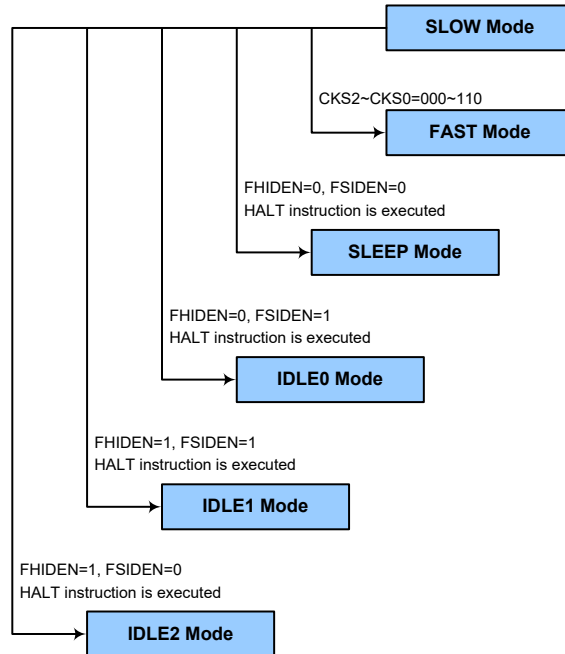 SLOW Mode
CKS2~CKS0=000~110
FAST Mode
FHIDEN=0, FSIDEN=0
HALT instruction is executed
SLEEP Mode
FHIDEN=0, FSIDEN=1
HALT instruction is executed
IDLE0 Mode
FHIDEN=1, FSIDEN=1
HALT instruction is executed
IDLE1 Mode
FHIDEN=1, FSIDEN=0
HALT instruction is executed
IDLE2 Mode